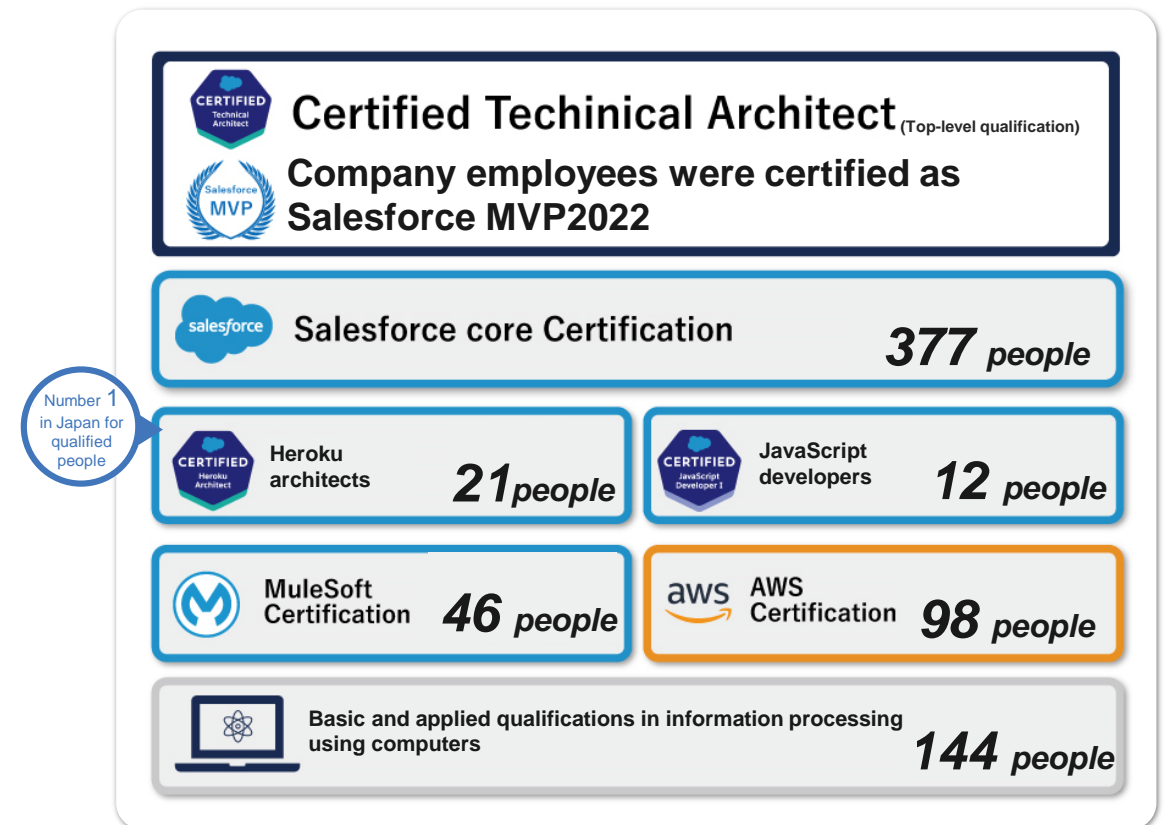 CERTIFIED
Technical
Architect
Certified Techinical Architect (Top-level qualification)
Salesforce
MVP
Company employees were certified as
Salesforce MVP2022
salesforce
Salesforce core Certification
377 people
Number 1
in Japan for
qualified
people
CERTIFIED
Heroku
Architect
Heroku
architects
21people
CERTIFIED
JavaScript
Developer I
JavaScript
developers
12 people
MuleSoft
Certification
46 people
aws
AWS
Certification
98 people
Basic and applied qualifications in information processing
using computers
144 people